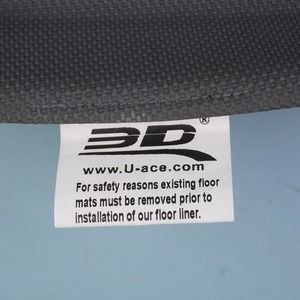 3D®
www.U-ace.com
For safety reasons existing floor
mats must be removed prior to
installation of our floor liner.